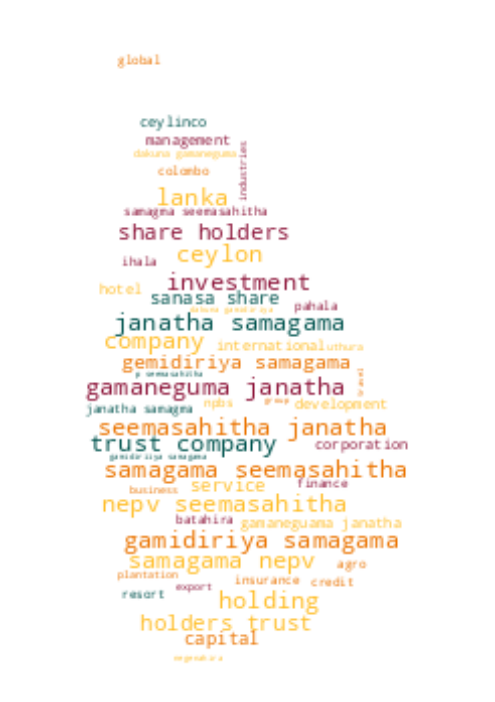 global
ceylinco
management
dakuna gamaneguma
industries
colombo
lanka
samagma seemasahitha
share holders
ceylon
ihala
investment
hotel
sanasa share
pahala
janatha samagama
company
international
uthura
gemidiriya samagama
p seemasahitha
travel
gamaneguma janatha
janatha samagma
npbs
group
development
seemasahitha janatha
trust company
corporation
gamidiriiya samagama
samagama seemasahitha
business
service
finance
nepv seemasahitha
batahira
gamaneguama janatha
gamidiriya samagama
samagama nepv
agro
plantation
insurance
credit
resort
export
holding
holders trust
capital